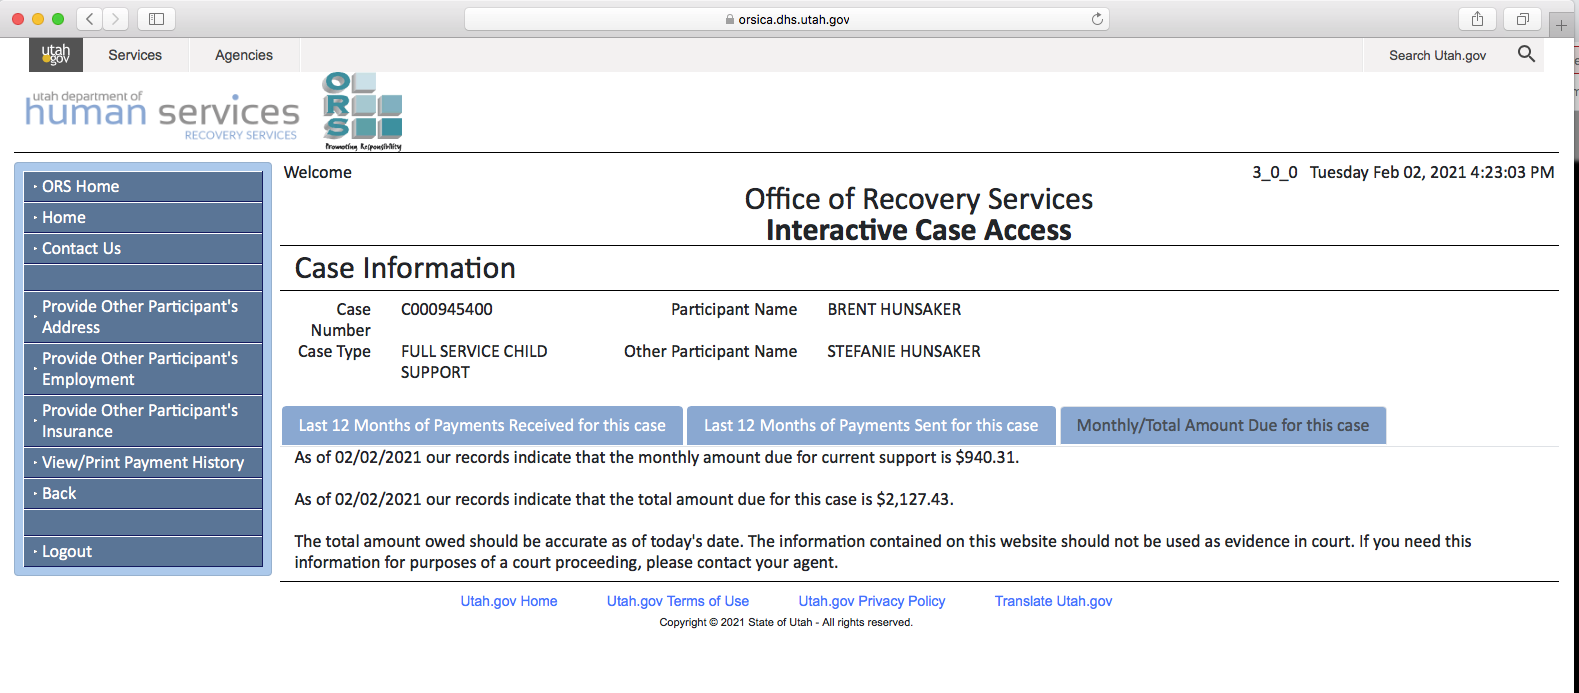 orsica.dhs.utah.gov
utah gov
Services
Agencies
Search Utah.gov
utah department of
human services
RECOVERY SERVICES
ORS
Promoting Responsibility
· ORS Home
· Home
· Contact Us
· Provide Other Participant's
Address
· Provide Other Participant's
Employment
· Provide Other Participant's
Insurance
· View/Print Payment History
· Back
· Logout
Welcome
3_0_0 Tuesday Feb 02, 2021 4:23:03 PM
Office of Recovery Services
Interactive Case Access
Case Information
Case Number C000945400 Participant Name BRENT HUNSAKER
Case Type FULL SERVICE CHILD SUPPORT Other Participant Name STEFANIE HUNSAKER
Last 12 Months of Payments Received for this case
Last 12 Months of Payments Sent for this case
Monthly/Total Amount Due for this case
As of 02/02/2021 our records indicate that the monthly amount due for current support is $940.31.
As of 02/02/2021 our records indicate that the total amount due for this case is $2,127.43.
The total amount owed should be accurate as of today's date. The information contained on this website should not be used as evidence in court. If you need this
information for purposes of a court proceeding, please contact your agent.
Utah.gov Home
Utah.gov Terms of Use
Utah.gov Privacy Policy
Translate Utah.gov
Copyright © 2021 State of Utah - All rights reserved.